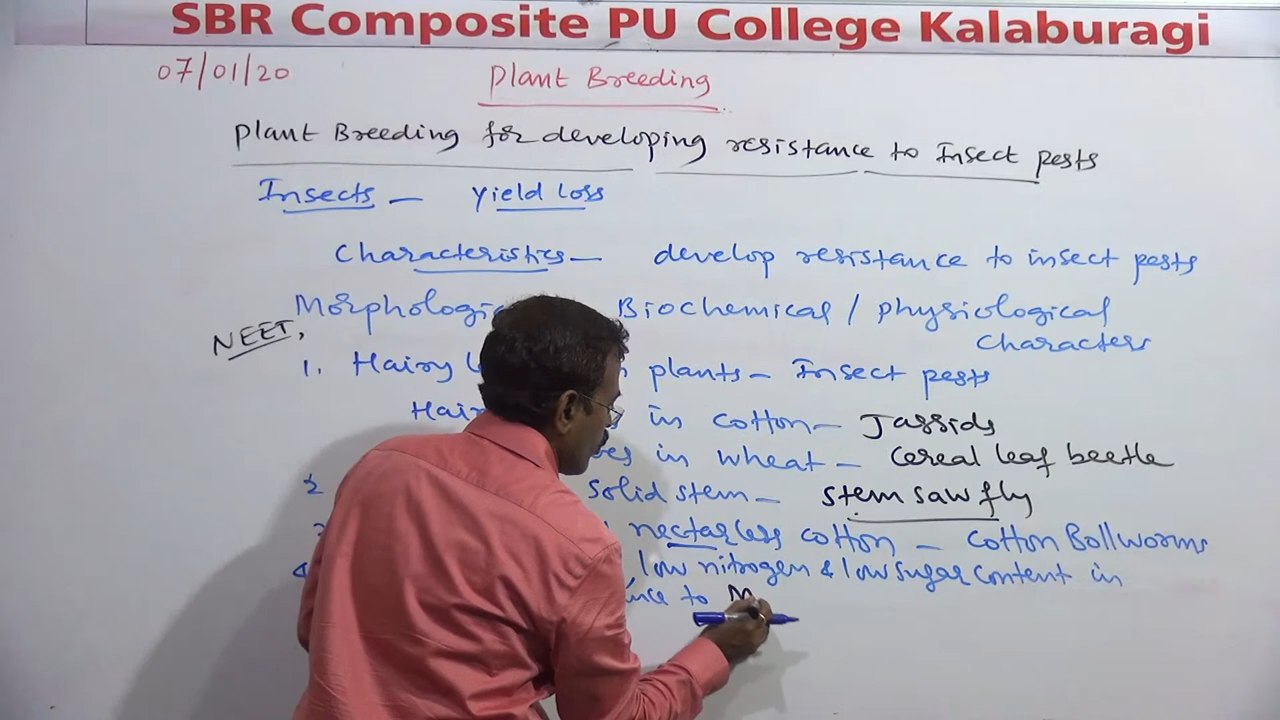 SBR Composite PU College Kalaburagi
07/01/20
Plant Breeding
Plant Breeding for developing resistance to Insect pests
Insects — Yield loss
Characteristics — develop resistance to insect pests
Biochemical / physiological
NEET,
Characters
1. Hairy plants - Insect pests
in cotton - Jassids
in wheat - Cereal leaf beetle
2 solid stem - stem saw fly
nectarless cotton - cotton Bollworms
4 low nitrogen & low sugar content in
to